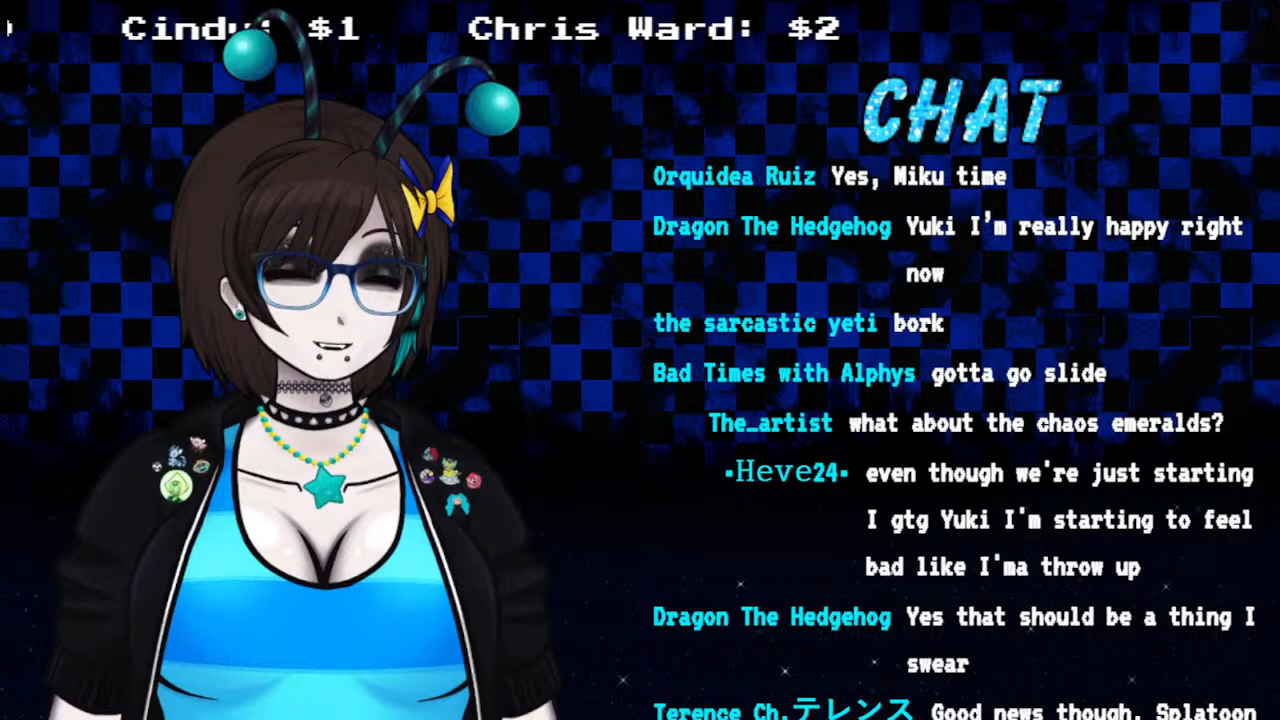 Cindy: $1 Chris Ward: $2
CHAT
Orquidea Ruiz Yes, Miku time
Dragon The Hedgehog Yuki I'm really happy right
now
the sarcastic yeti bork
Bad Times with Alphys gotta go slide
The_artist what about the chaos emeralds?
•Heve24• even though we're just starting
I gtg Yuki I'm starting to feel
bad like I'ma throw up
Dragon The Hedgehog Yes that should be a thing I
swear
Terence Ch.テレンス Good news though, Splatoon